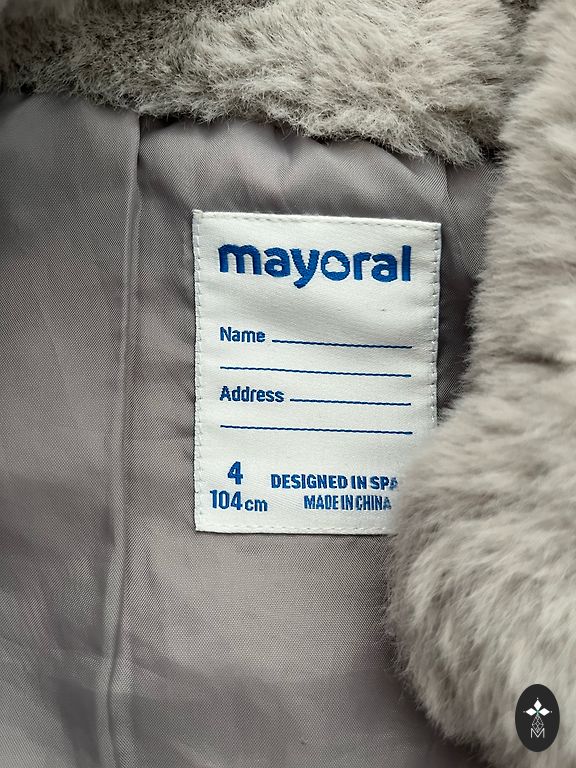 mayoral
Name
Address
4
104cm
DESIGNED IN SPA
MADE IN CHINA
M